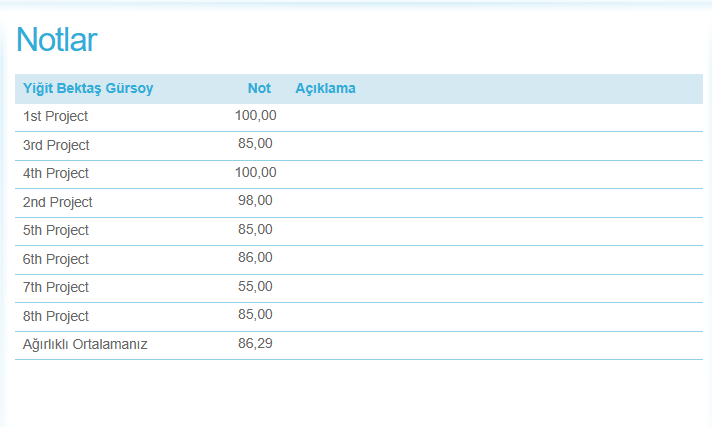 Notlar
Yiğit Bektaş Gürsoy Not Açıklama
1st Project 100,00
3rd Project 85,00
4th Project 100,00
2nd Project 98,00
5th Project 85,00
6th Project 86,00
7th Project 55,00
8th Project 85,00
Ağırlıklı Ortalamanız 86,29